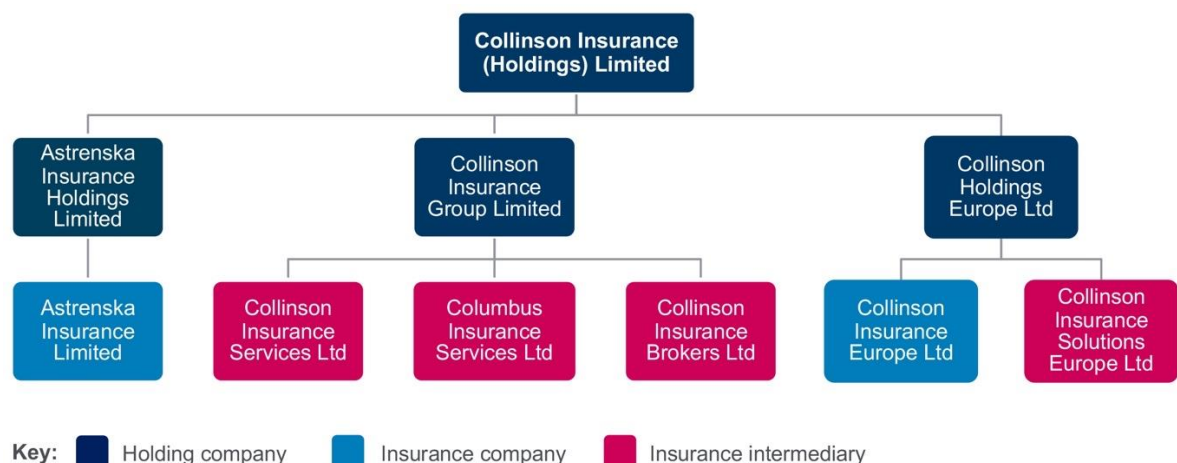 Collinson Insurance
(Holdings) Limited
Astrenska
Insurance
Holdings
Limited
Collinson
Insurance
Group Limited
Collinson
Holdings
Europe Ltd
Astrenska
Insurance
Limited
Collinson
Insurance
Services Ltd
Columbus
Insurance
Services Ltd
Collinson
Insurance
Brokers Ltd
Collinson
Insurance
Europe Ltd
Collinson
Insurance
Solutions
Europe Ltd
Key: Holding company Insurance company Insurance intermediary